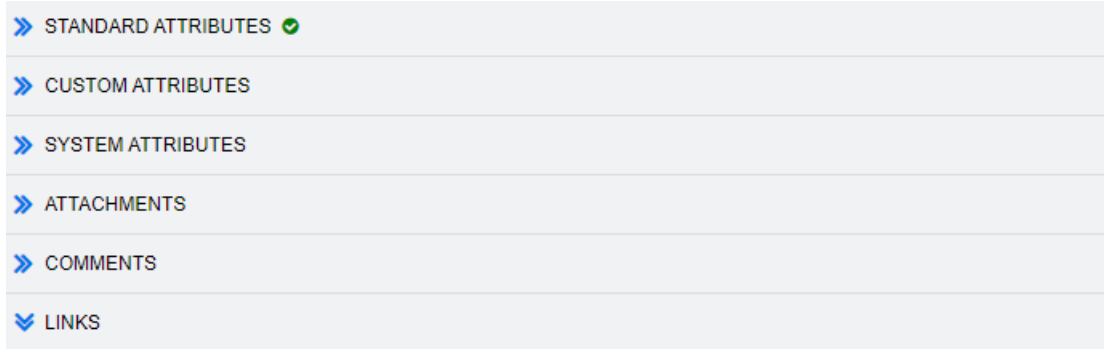 STANDARD ATTRIBUTES
CUSTOM ATTRIBUTES
SYSTEM ATTRIBUTES
ATTACHMENTS
COMMENTS
LINKS